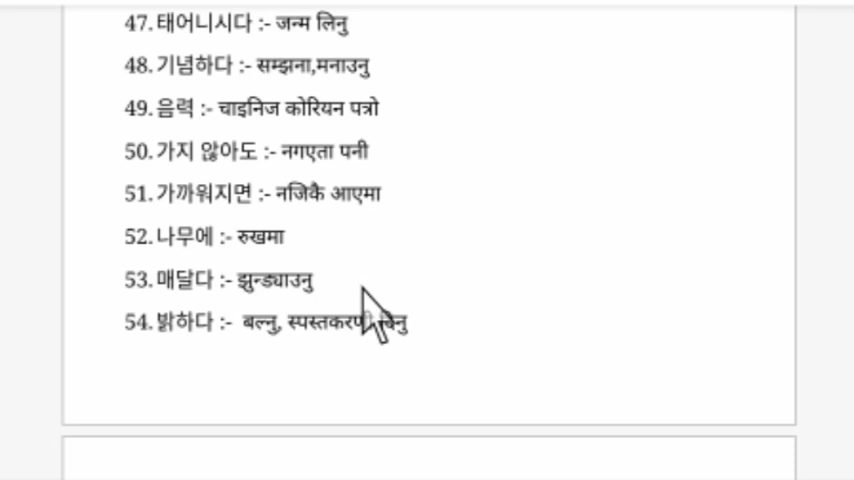 47. 태어니시다 :- जन्म लिनु
48. 기념하다 :- सम्झना,मनाउनु
49. 음력 :- चाइनिज कोरियन पत्रो
50. 가지 않아도 :- नगएता पनी
51. 가까워지면 :- नजिकै आएमा
52. 나무에 :- रुखमा
53. 매달다 :- झुन्ड्याउनु
54. 밝하다 :- बल्नु, स्पस्तकरणी